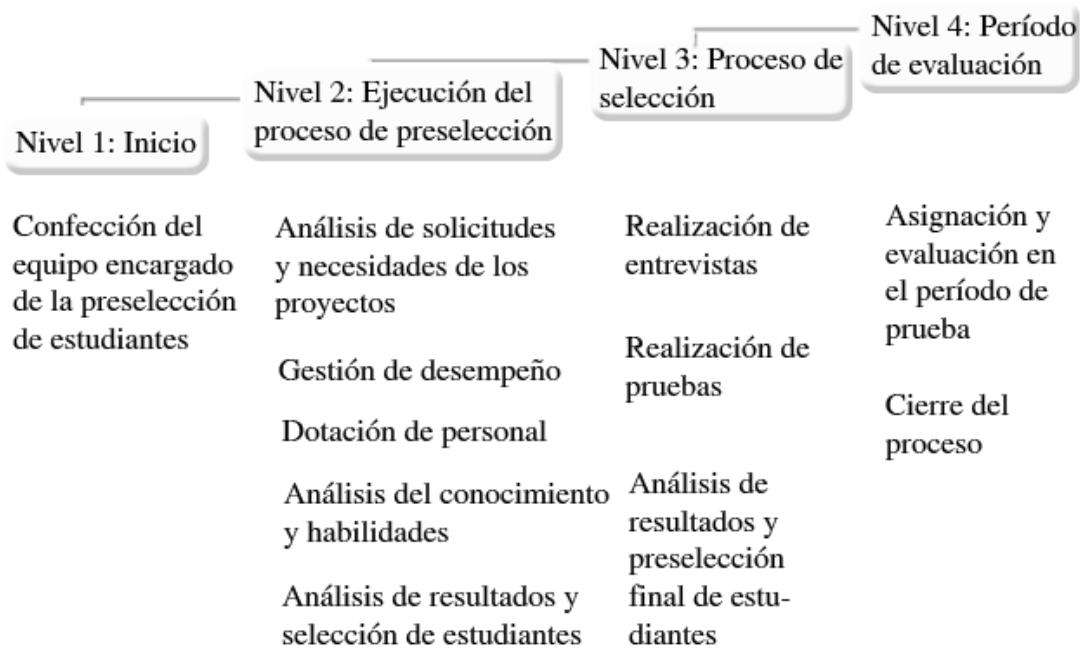 Nivel 1: Inicio
Confección del
equipo encargado
de la preselección
de estudiantes
Nivel 2: Ejecución del
proceso de preselección
Análisis de solicitudes
y necesidades de los
proyectos
Gestión de desempeño
Dotación de personal
Análisis del conocimiento
y habilidades
Análisis de resultados y
selección de estudiantes
Nivel 3: Proceso de
selección
Realización de
entrevistas
Realización de
pruebas
Análisis de
resultados y
preselección
final de estu-
diantes
Nivel 4: Período
de evaluación
Asignación y
evaluación en
el período de
prueba
Cierre del
proceso